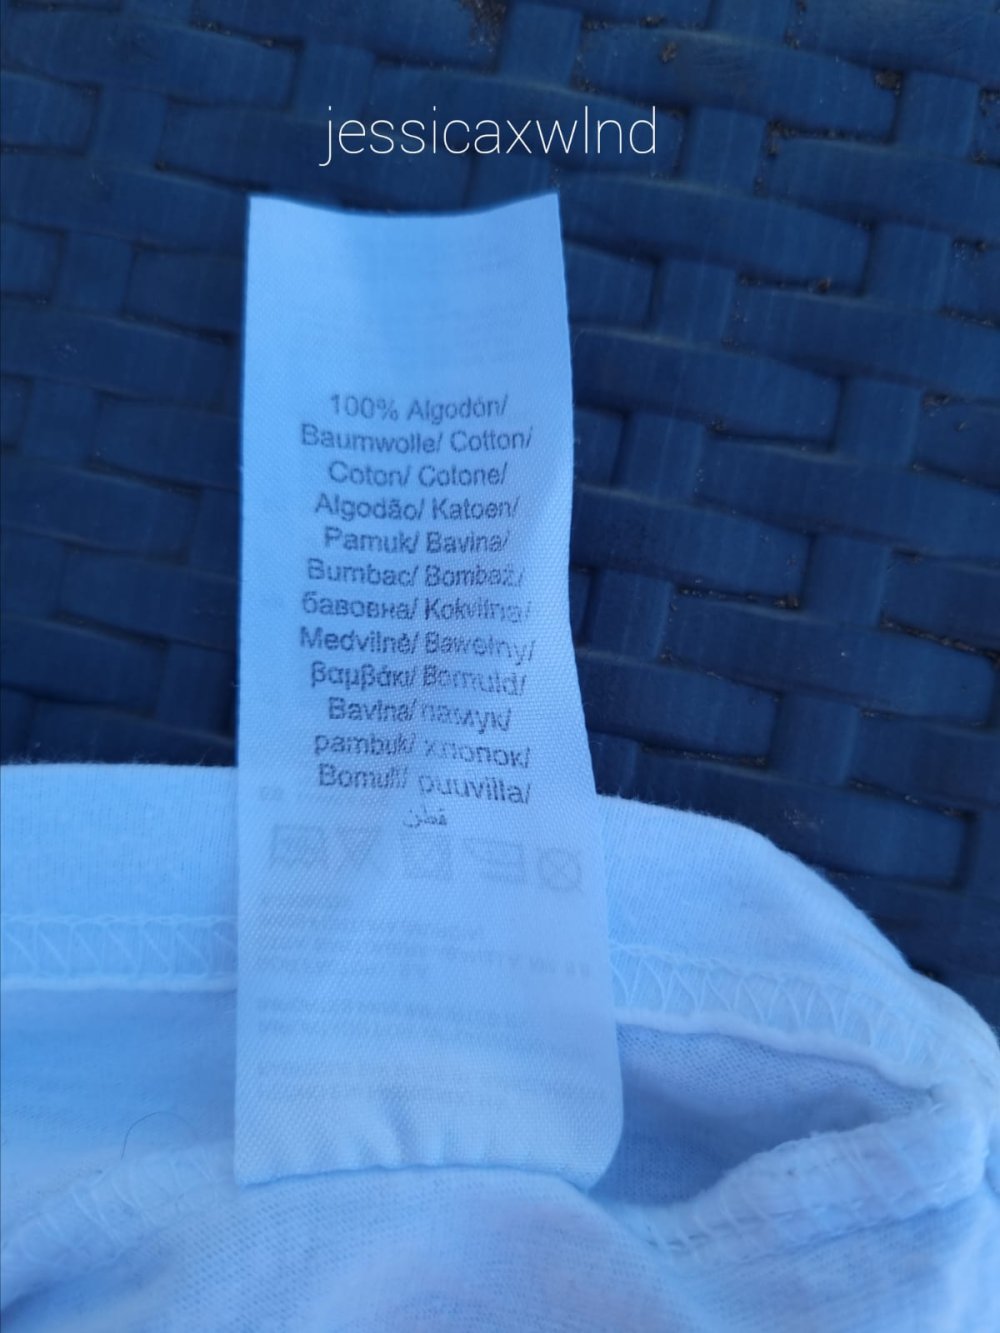 jessicaxwlnd
100% Algodón/
Baumwolle/ Cotton/
Coton/ Cotone/
Algodão/ Katoen/
Pamuk/ Bavlna/
Bumbac/ Bombaž/
бавовна/ Kokvilna/
Medvilnė/ Bawełny/
βαμβάκι/ Bomuld/
Bavlna/ памук/
pambuk/ хлопок/
Bomull/ puuvilla/
قطن